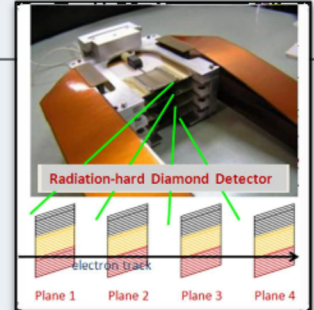 Radiation-hard Diamond Detector
electron track
Plane 1 Plane 2 Plane 3 Plane 4